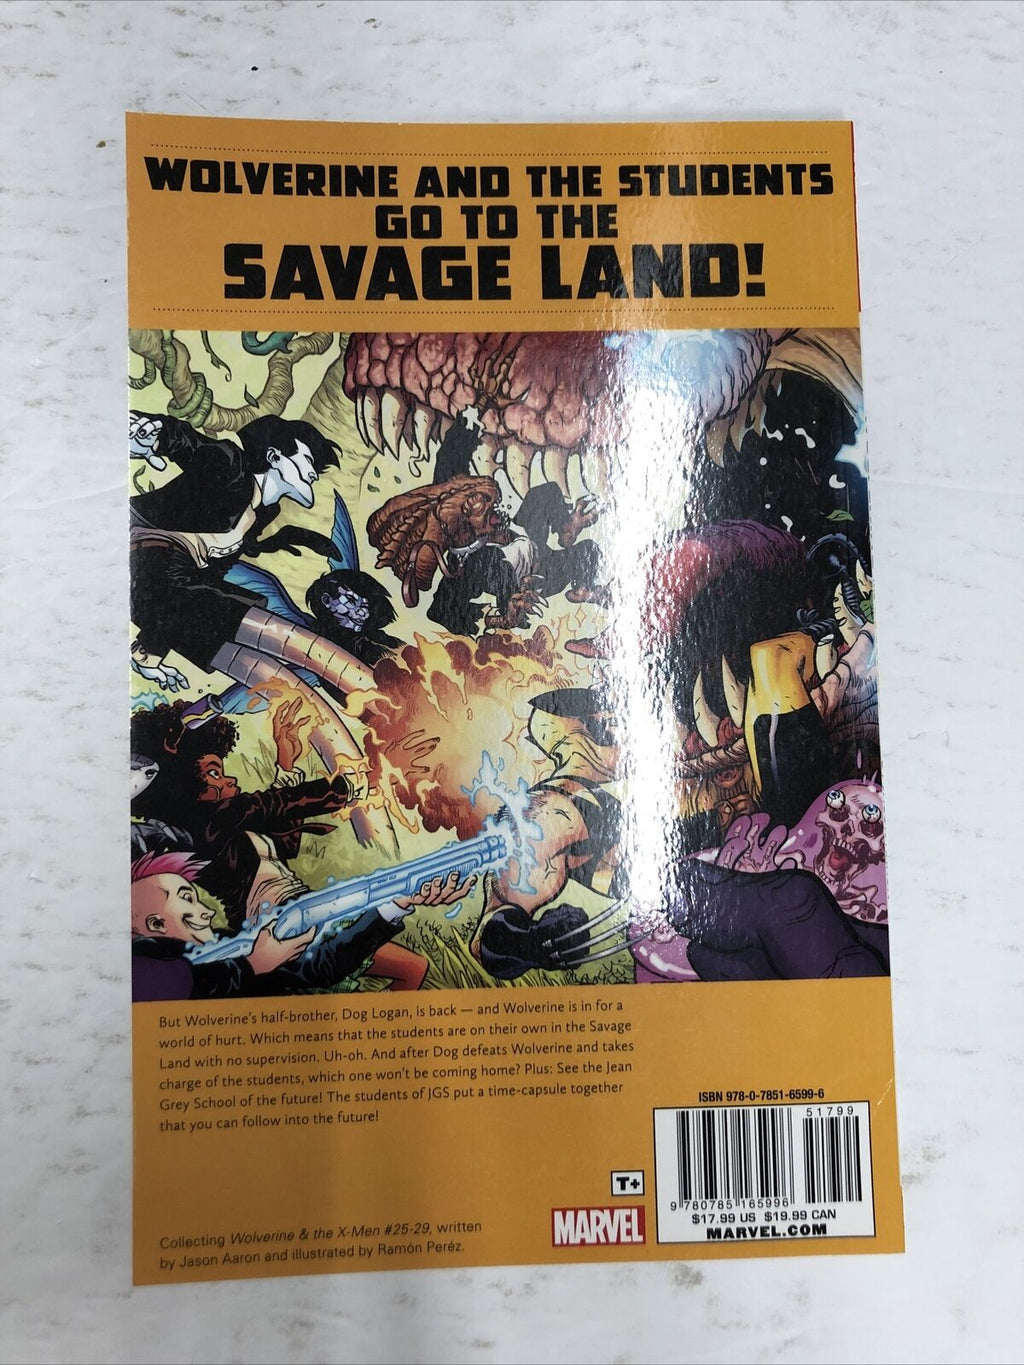 WOLVERINE AND THE STUDENTS
GO TO THE
SAVAGE LAND!
But Wolverine's half-brother, Dog Logan, is back — and Wolverine is in for a
world of hurt. Which means that the students are on their own in the Savage
Land with no supervision. Uh-oh. And after Dog defeats Wolverine and takes
charge of the students, which one won't be coming home? Plus: See the Jean
Grey School of the future! The students of JGS put a time-capsule together
that you can follow into the future!
Collecting Wolverine & the X-Men #25-29, written
by Jason Aaron and illustrated by Ramón Peréz.
T+
MARVEL
ISBN 978-0-7851-6599-6
51799
9 780785 165996
$17.99 US $19.99 CAN
MARVEL.COM